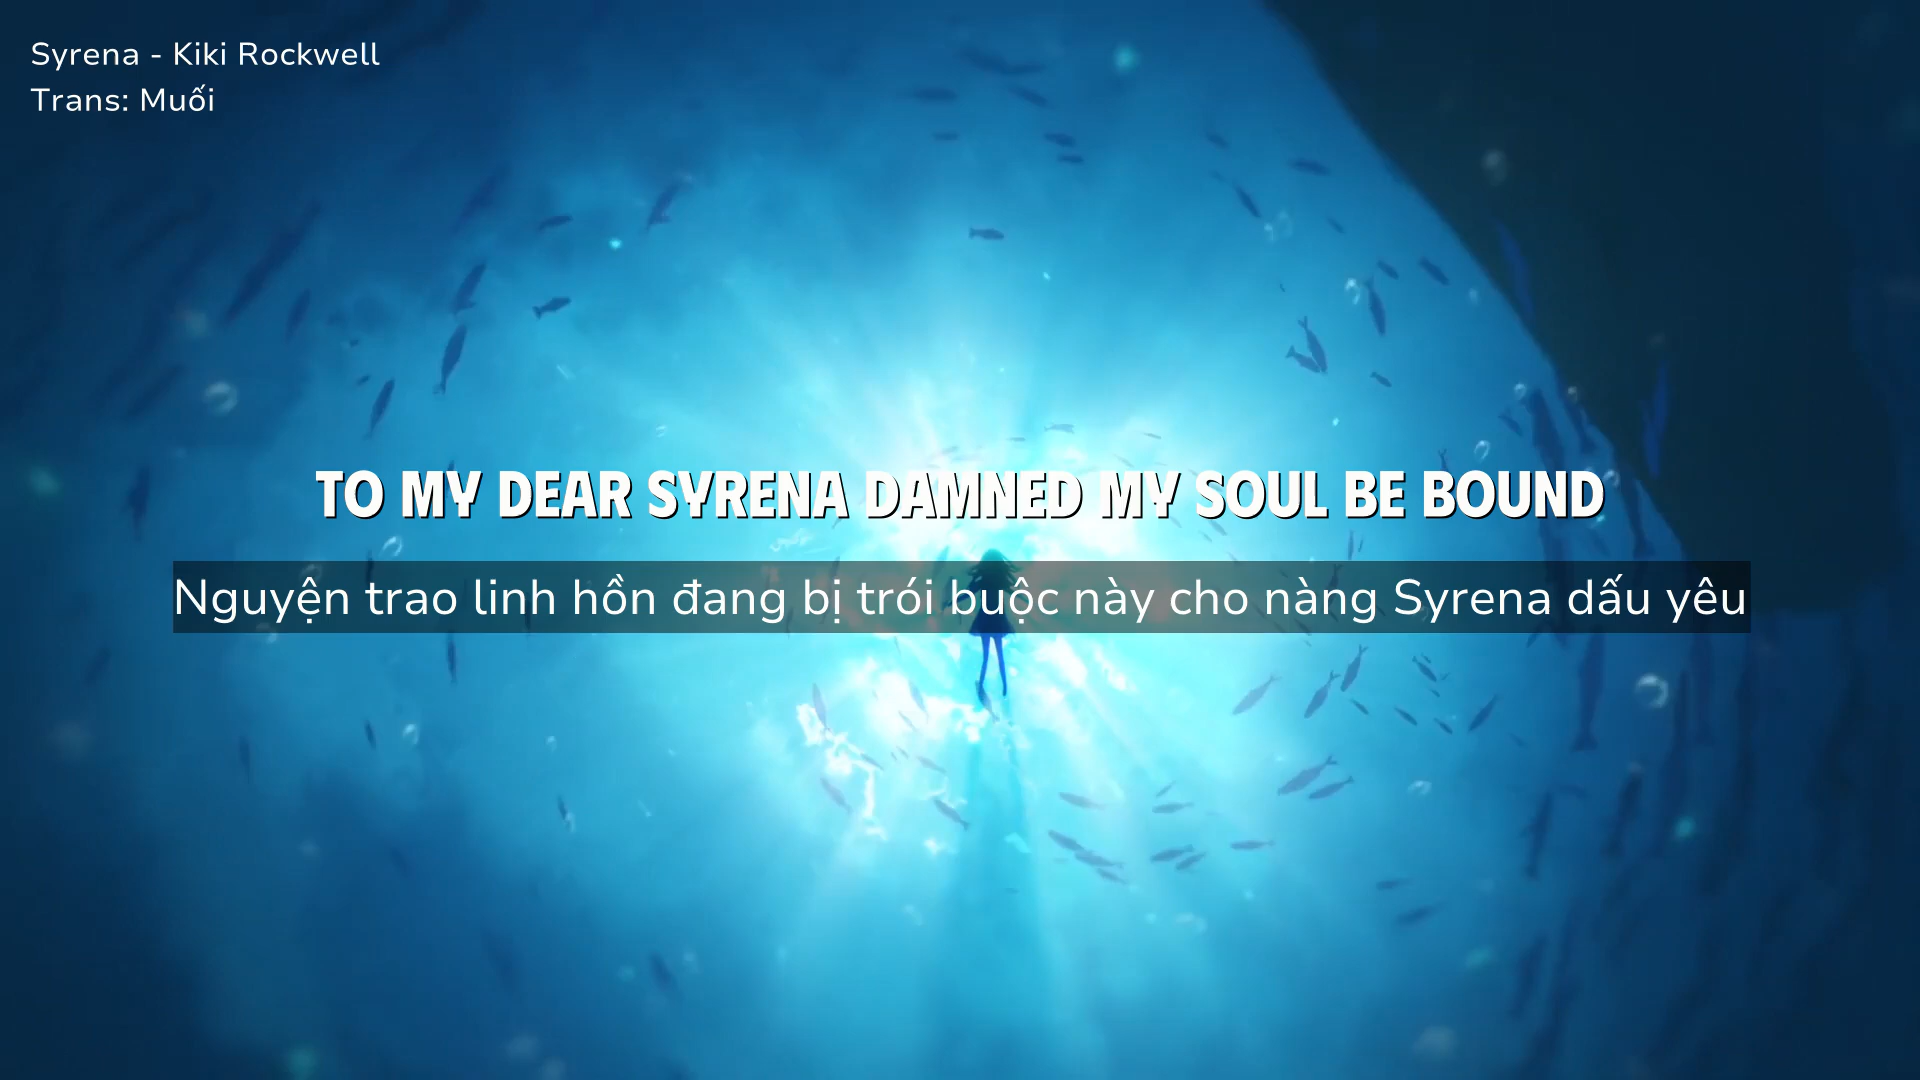 Syrena - Kiki Rockwell
Trans: Muối
TO MY DEAR SYRENA DAMNED MY SOUL BE BOUND
Nguyện trao linh hồn đang bị trói buộc này cho nàng Syrena dấu yêu